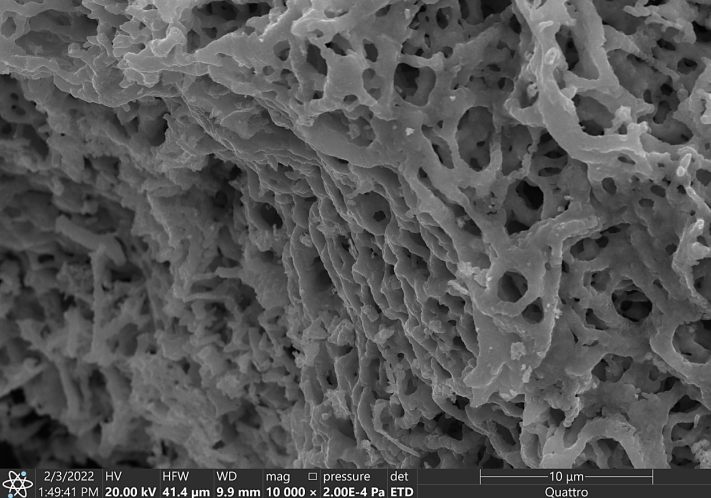 2/3/2022 HV HFW WD mag □ pressure det 10 µm
1:49:41 PM 20.00 kV 41.4 µm 9.9 mm 10 000 × 2.00E-4 Pa ETD Quattro